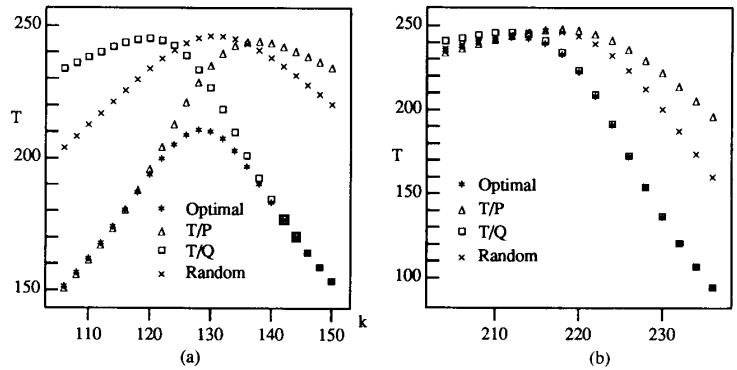 250
T
200
150
Optimal
T/P
T/Q
Random
110
120
130
140
150
k
(a)
250
200
T
150
100
Optimal
T/P
T/Q
Random
210
220
230
(b)